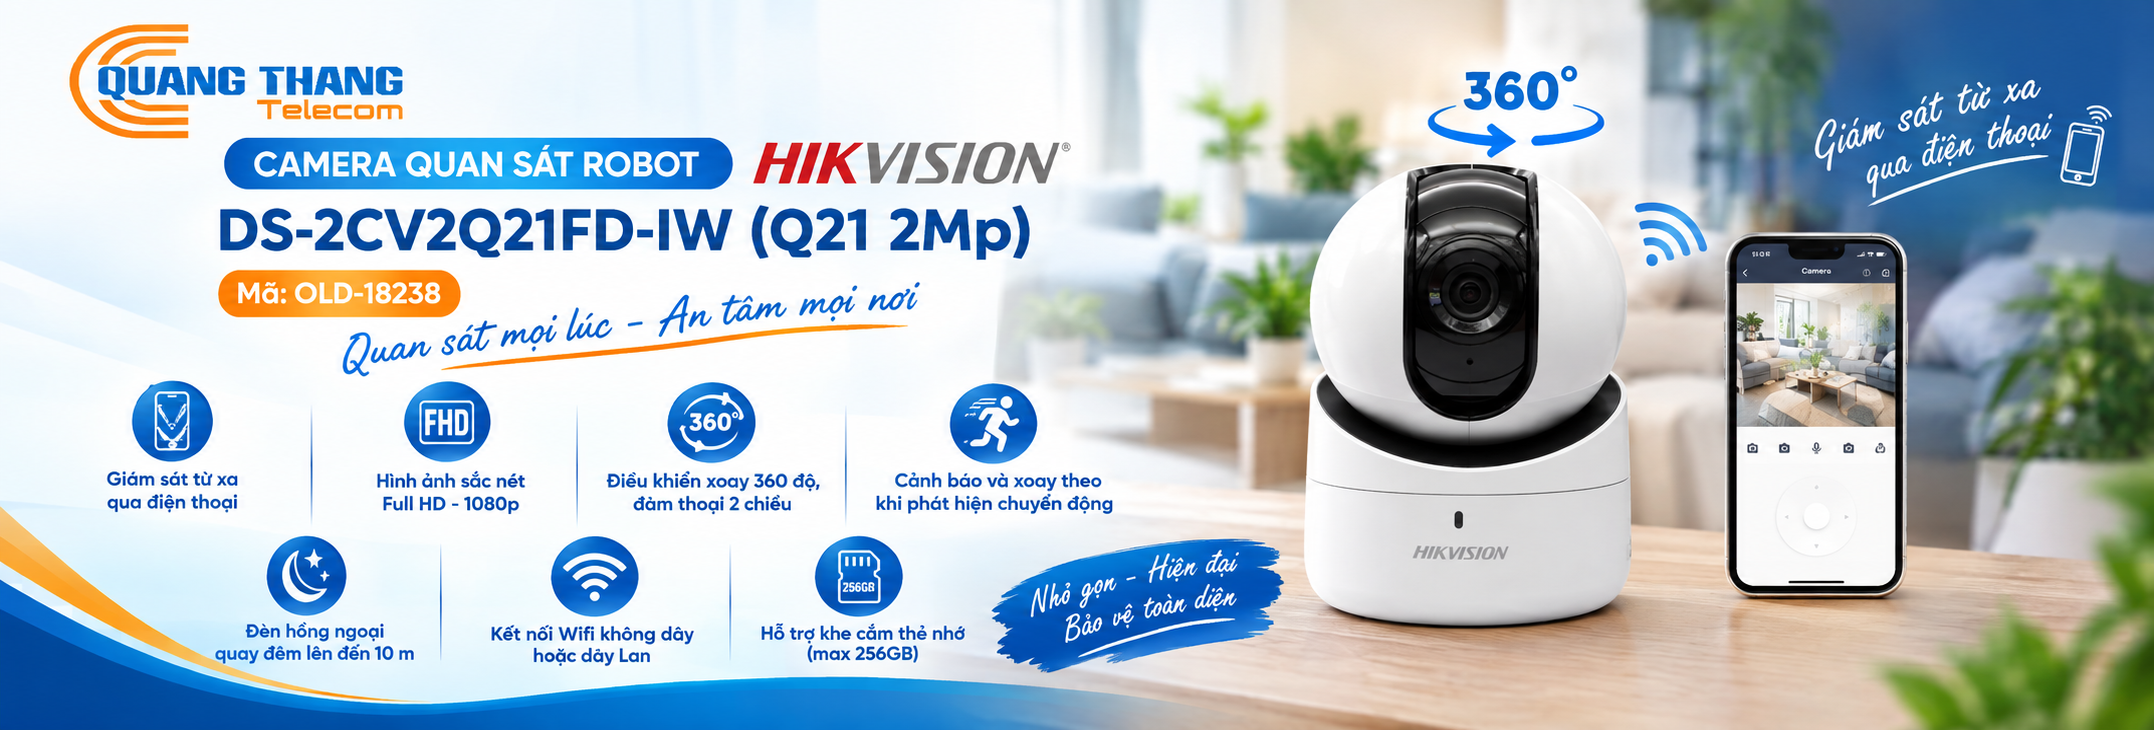 QUANG THANG
Telecom
CAMERA QUAN SÁT ROBOT
HIKVISION®
DS-2CV2Q21FD-IW (Q21 2Mp)
Mã: OLD-18238
Quan sát mọi lúc - An tâm mọi nơi
Giám sát từ xa
qua điện thoại
FHD
Hình ảnh sắc nét
Full HD - 1080p
360°
Điều khiển xoay 360 độ,
đàm thoại 2 chiều
Cảnh báo và xoay theo
khi phát hiện chuyển động
Đèn hồng ngoại
quay đêm lên đến 10 m
Kết nối Wifi không dây
hoặc dây Lan
256GB
Hỗ trợ khe cắm thẻ nhớ
(max 256GB)
Nhỏ gọn - Hiện đại
Bảo vệ toàn diện
360°
HIKVISION
Giám sát từ xa
qua điện thoại
Camera